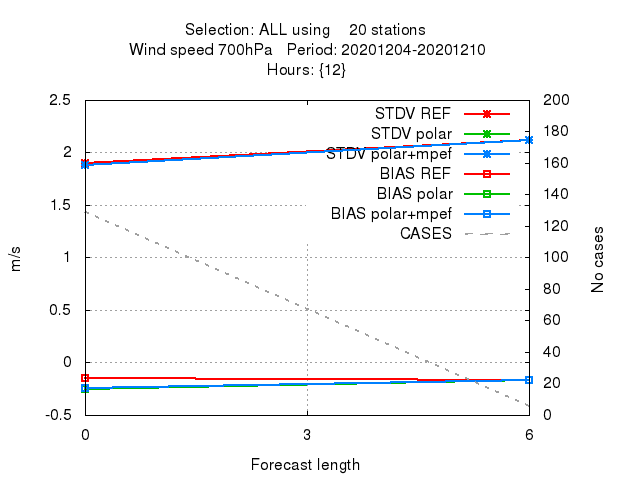 Selection: ALL using 20 stations
Wind speed 700hPa Period: 20201204-20201210
Hours: {12}
2.5
2
1.5
1
0.5
0
-0.5
200
180
160
140
120
100
80
60
40
20
0
STDV REF
STDV polar
STDV polar+mpef
BIAS REF
BIAS polar
BIAS polar+mpef
CASES
m/s
No cases
0
3
6
Forecast length